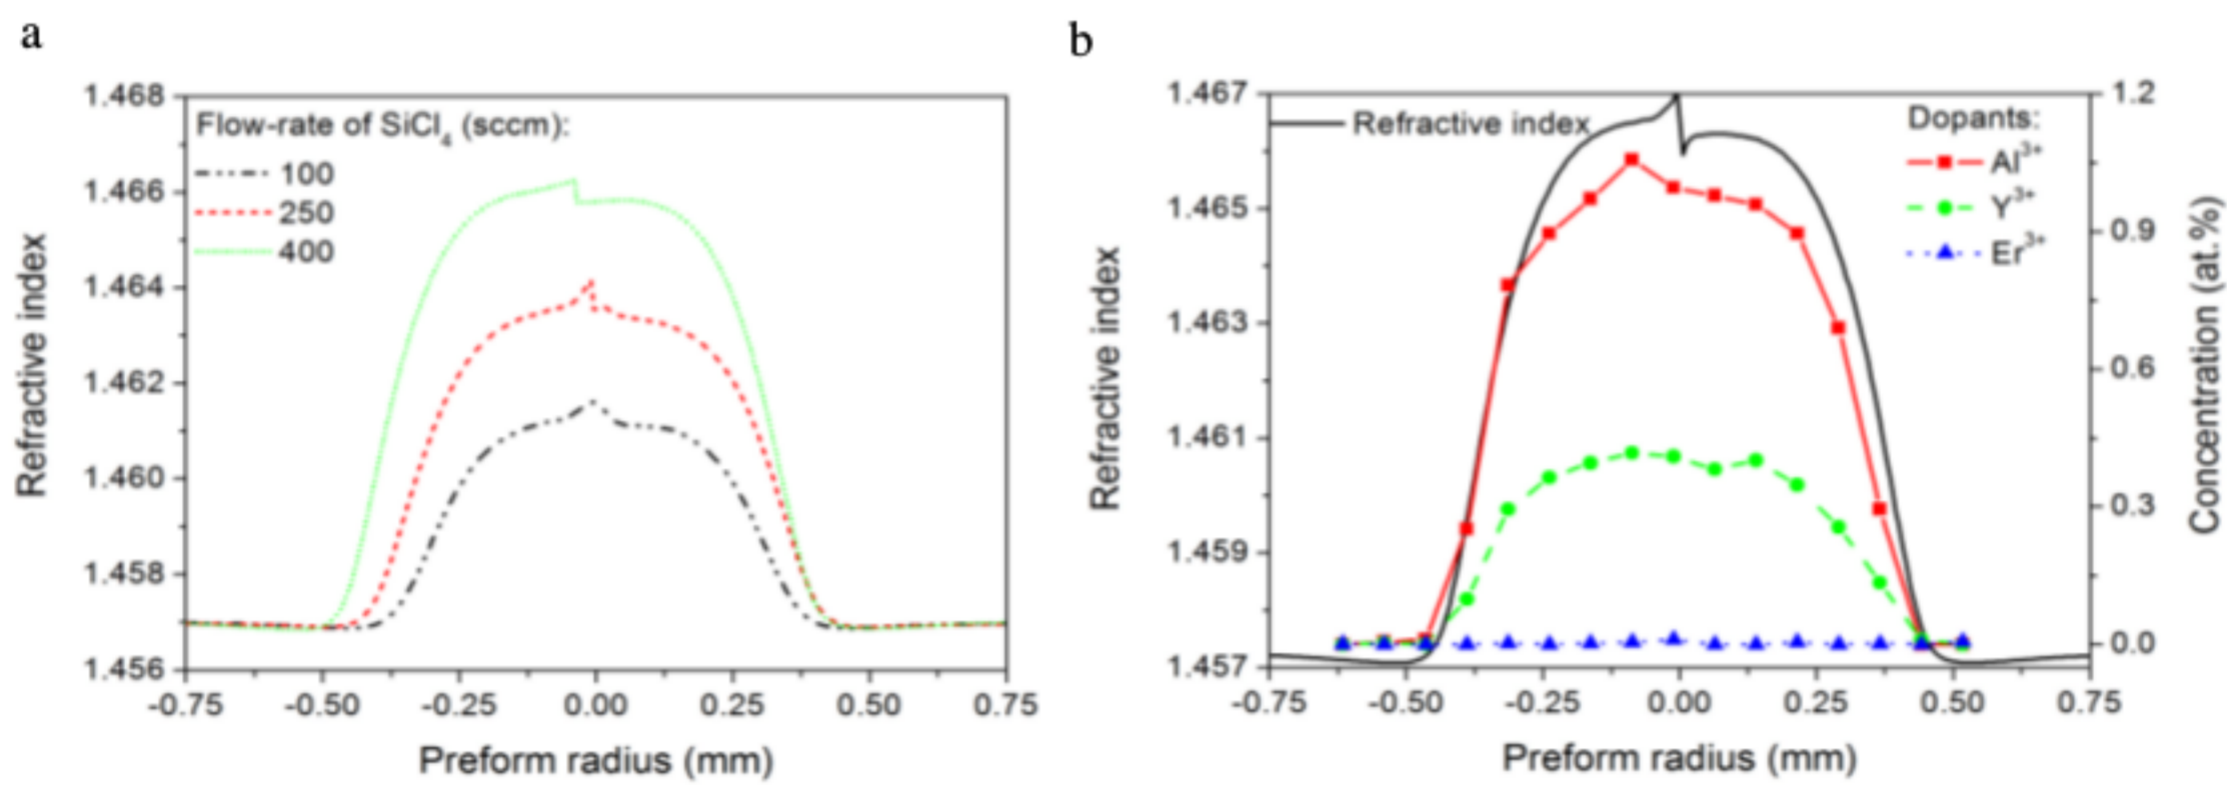 a
1.468
1.466
1.464
1.462
1.460
1.458
1.456
Refractive index
Flow-rate of SiCl4 (sccm):
100
250
400
-0.75 -0.50 -0.25 0.00 0.25 0.50 0.75
Preform radius (mm)
b
1.467
1.465
1.463
1.461
1.459
1.457
Refractive index
Refractive index
Dopants:
Al3+
Y3+
Er3+
1.2
0.9
0.6
0.3
0.0
Concentration (at.%)
-0.75 -0.50 -0.25 0.00 0.25 0.50 0.75
Preform radius (mm)